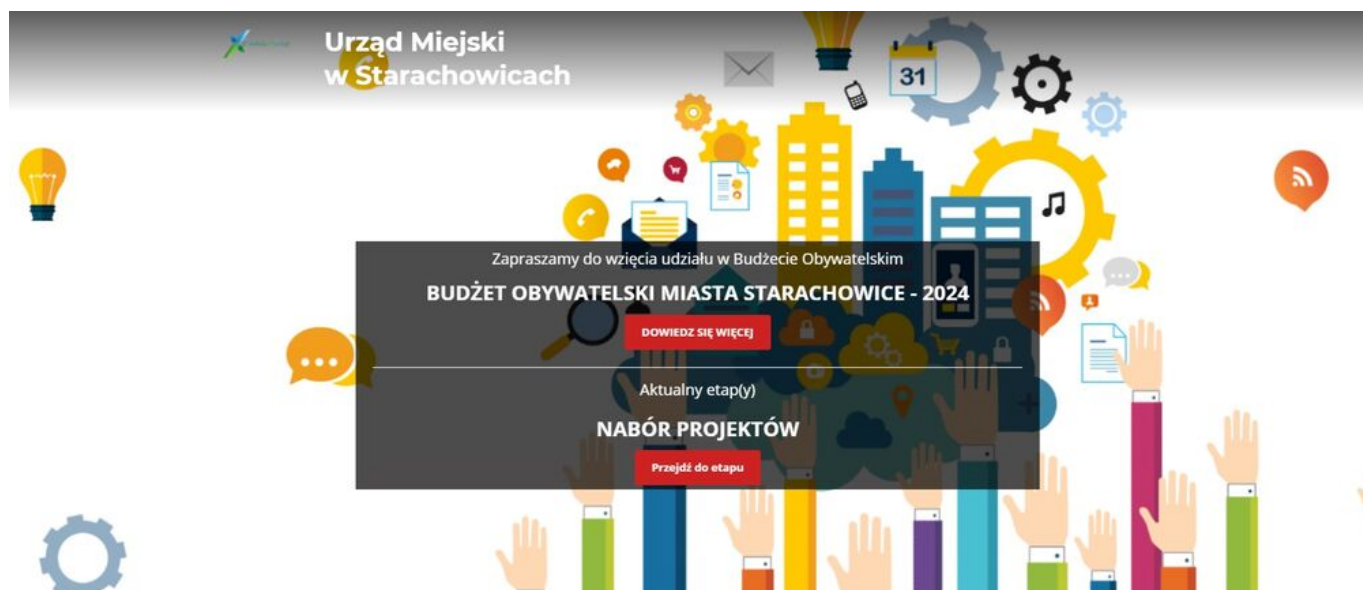 Urząd Miejski
w Starachowicach
31
Zapraszamy do wzięcia udziału w Budżecie Obywatelskim
BUDŻET OBYWATELSKI MIASTA STARACHOWICE - 2024
DOWIEDZ SIĘ WIĘCEJ
Aktualny etap(y)
NABÓR PROJEKTÓW
Przejdź do etapu